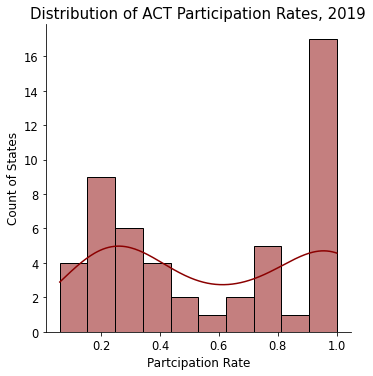 Distribution of ACT Participation Rates, 2019
Count of States
16
14
12
10
8
6
4
2
0
0.2 0.4 0.6 0.8 1.0
Partcipation Rate